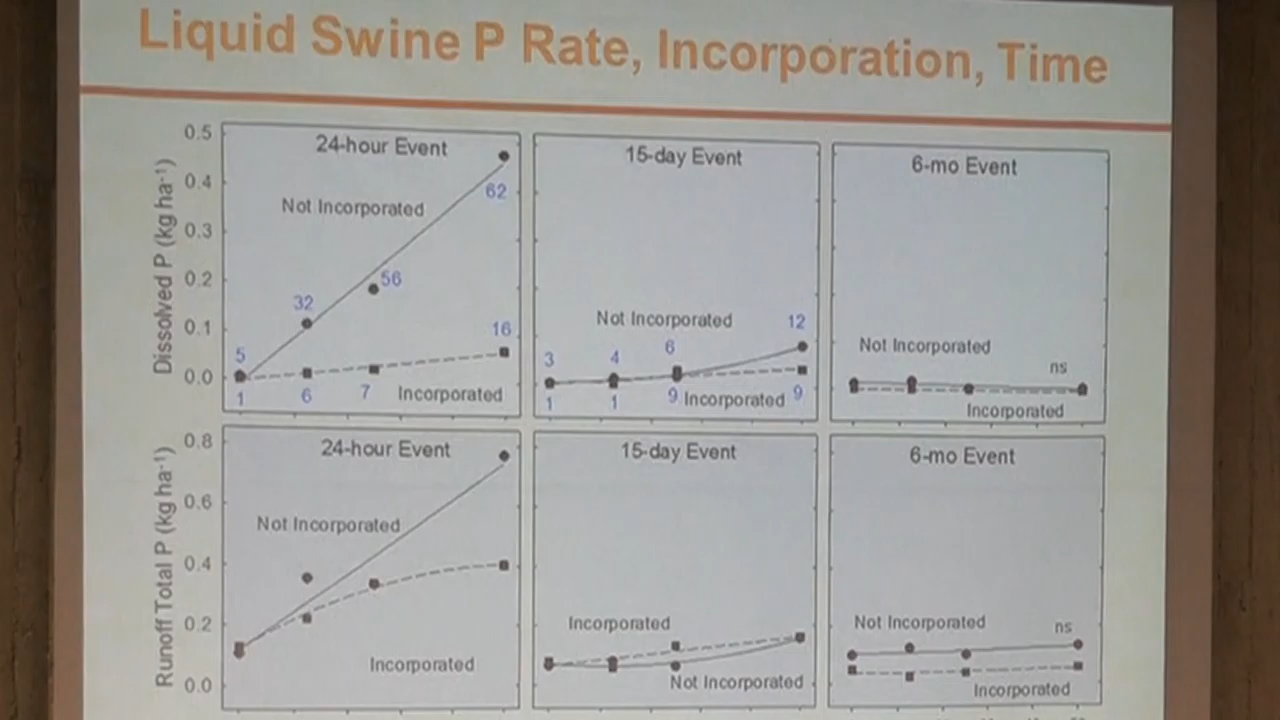 Liquid Swine P Rate, Incorporation, Time
Dissolved P (kg ha⁻¹)
0.5
0.4
0.3
0.2
0.1
0.0
24-hour Event
Not Incorporated
62
56
32
16
5
1
6
7
Incorporated
15-day Event
Not Incorporated
12
3
4
6
1
1
9
Incorporated
9
6-mo Event
Not Incorporated
ns
Incorporated
Runoff Total P (kg ha⁻¹)
0.8
0.6
0.4
0.2
0.0
24-hour Event
Not Incorporated
Incorporated
15-day Event
Incorporated
Not Incorporated
6-mo Event
Not Incorporated
ns
Incorporated